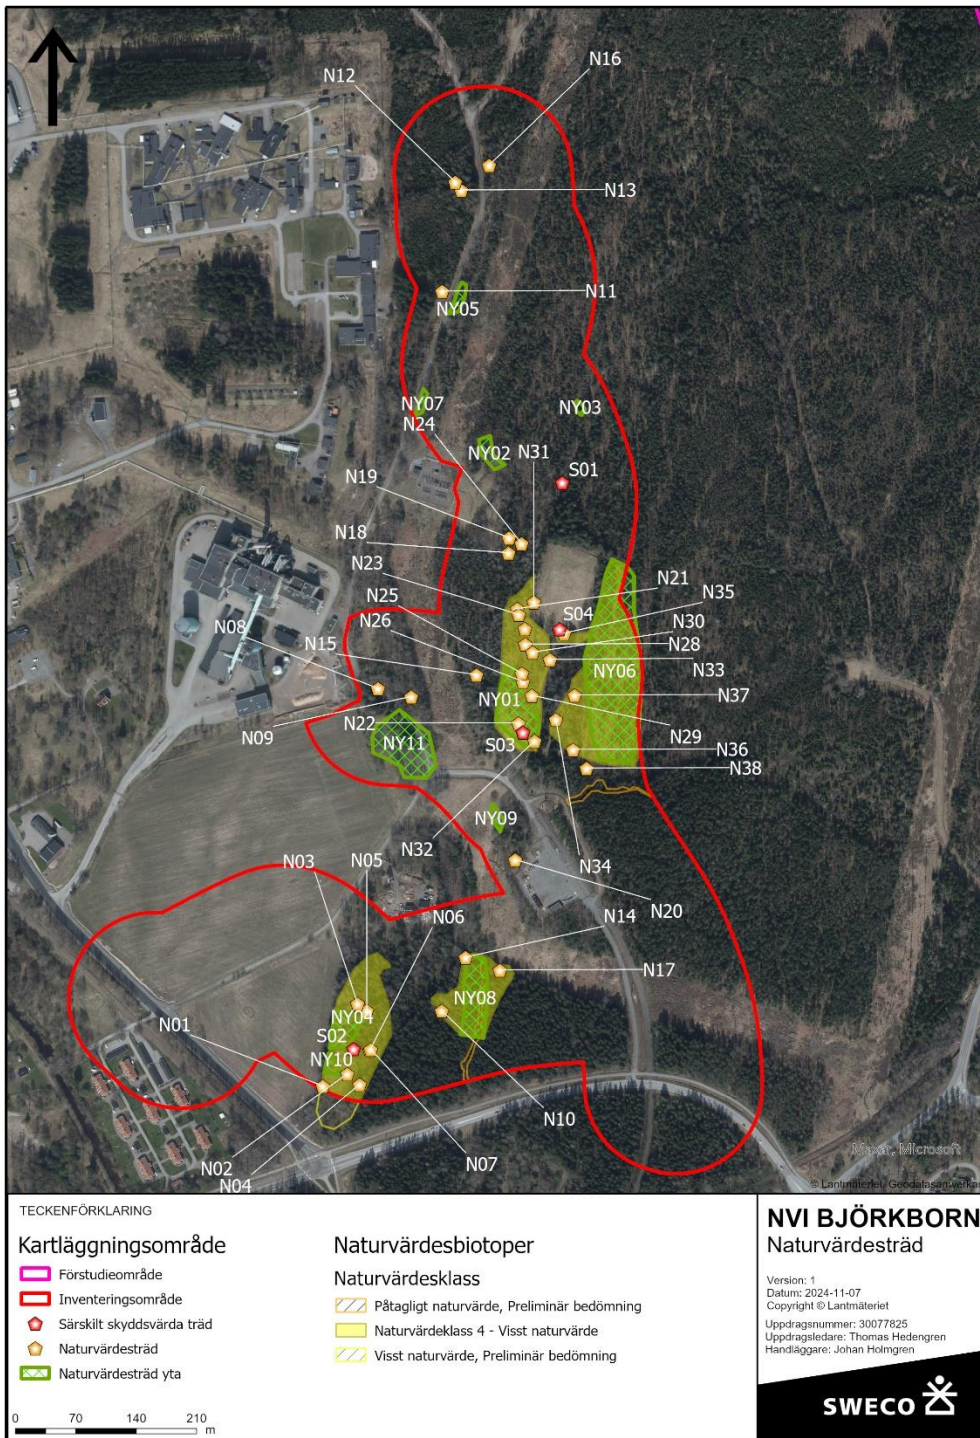 N16
N12
N13
N11
NY05
NY07
NY03
N24
NY02
N31
S01
N19
N18
N23
N21
N25
S04
N35
N26
N30
N08
N15
N28
NY06
N33
NY01
N37
N22
N09
NY11
S03
N29
N36
N38
NY09
N32
N03
N05
N34
N06
N20
N14
N17
NY04
NY08
N01
S02
NY10
N10
N02
N07
N04
Maxar, Microsoft
© Lantmäteriet, Geodatasamverkan
TECKENFÖRKLARING
Kartläggningsområde
Förstudieområde
Inventeringsområde
Särskilt skyddsvärda träd
Naturvärdesträd
Naturvärdesträd yta
0 70 140 210
m
Naturvärdesbiotoper
Naturvärdesklass
Påtagligt naturvärde, Preliminär bedömning
Naturvärdeklass 4 - Visst naturvärde
Visst naturvärde, Preliminär bedömning
NVI BJÖRKBORN
Naturvärdesträd
Version: 1
Datum: 2024-11-07
Copyright © Lantmäteriet
Uppdragsnummer: 30077825
Uppdragsledare: Thomas Hedengren
Handläggare: Johan Holmgren
SWECO